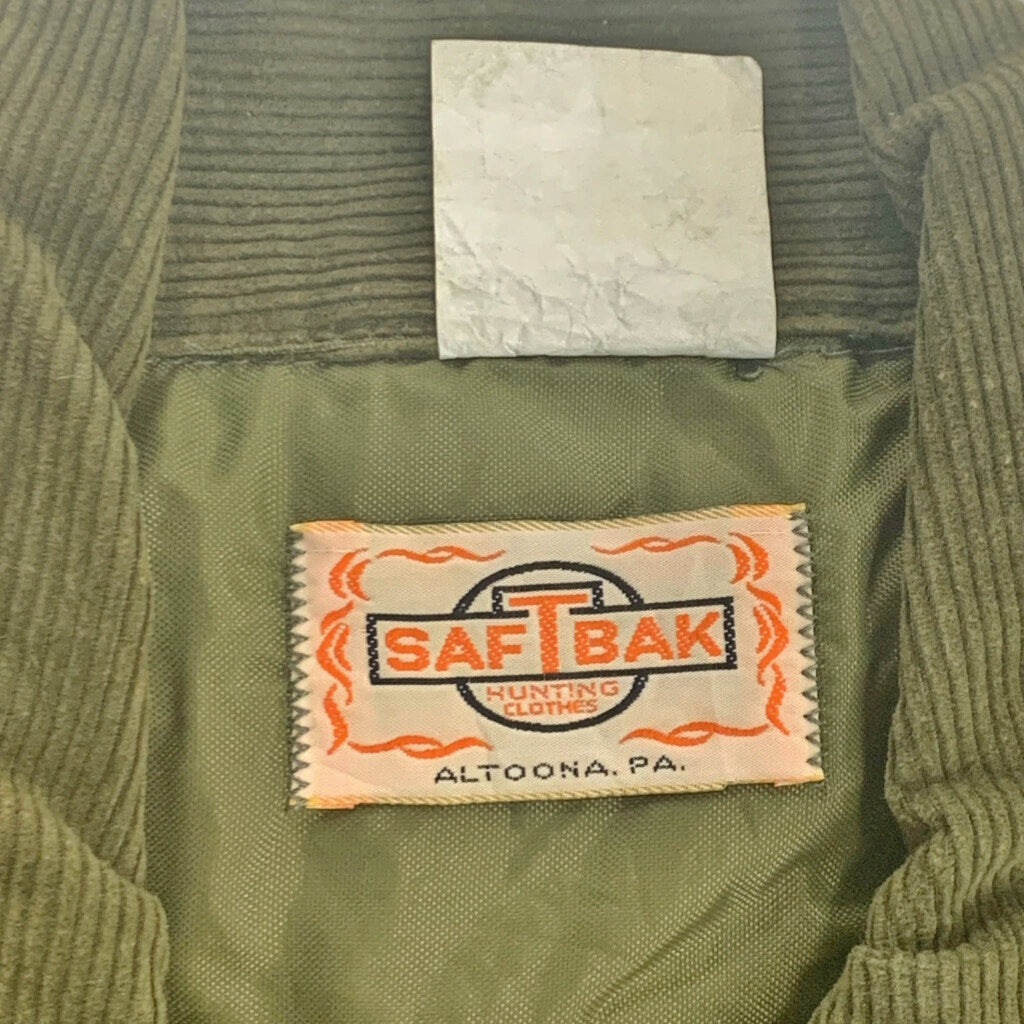 SAFTBAK
HUNTING
CLOTHES
ALTOONA. PA.